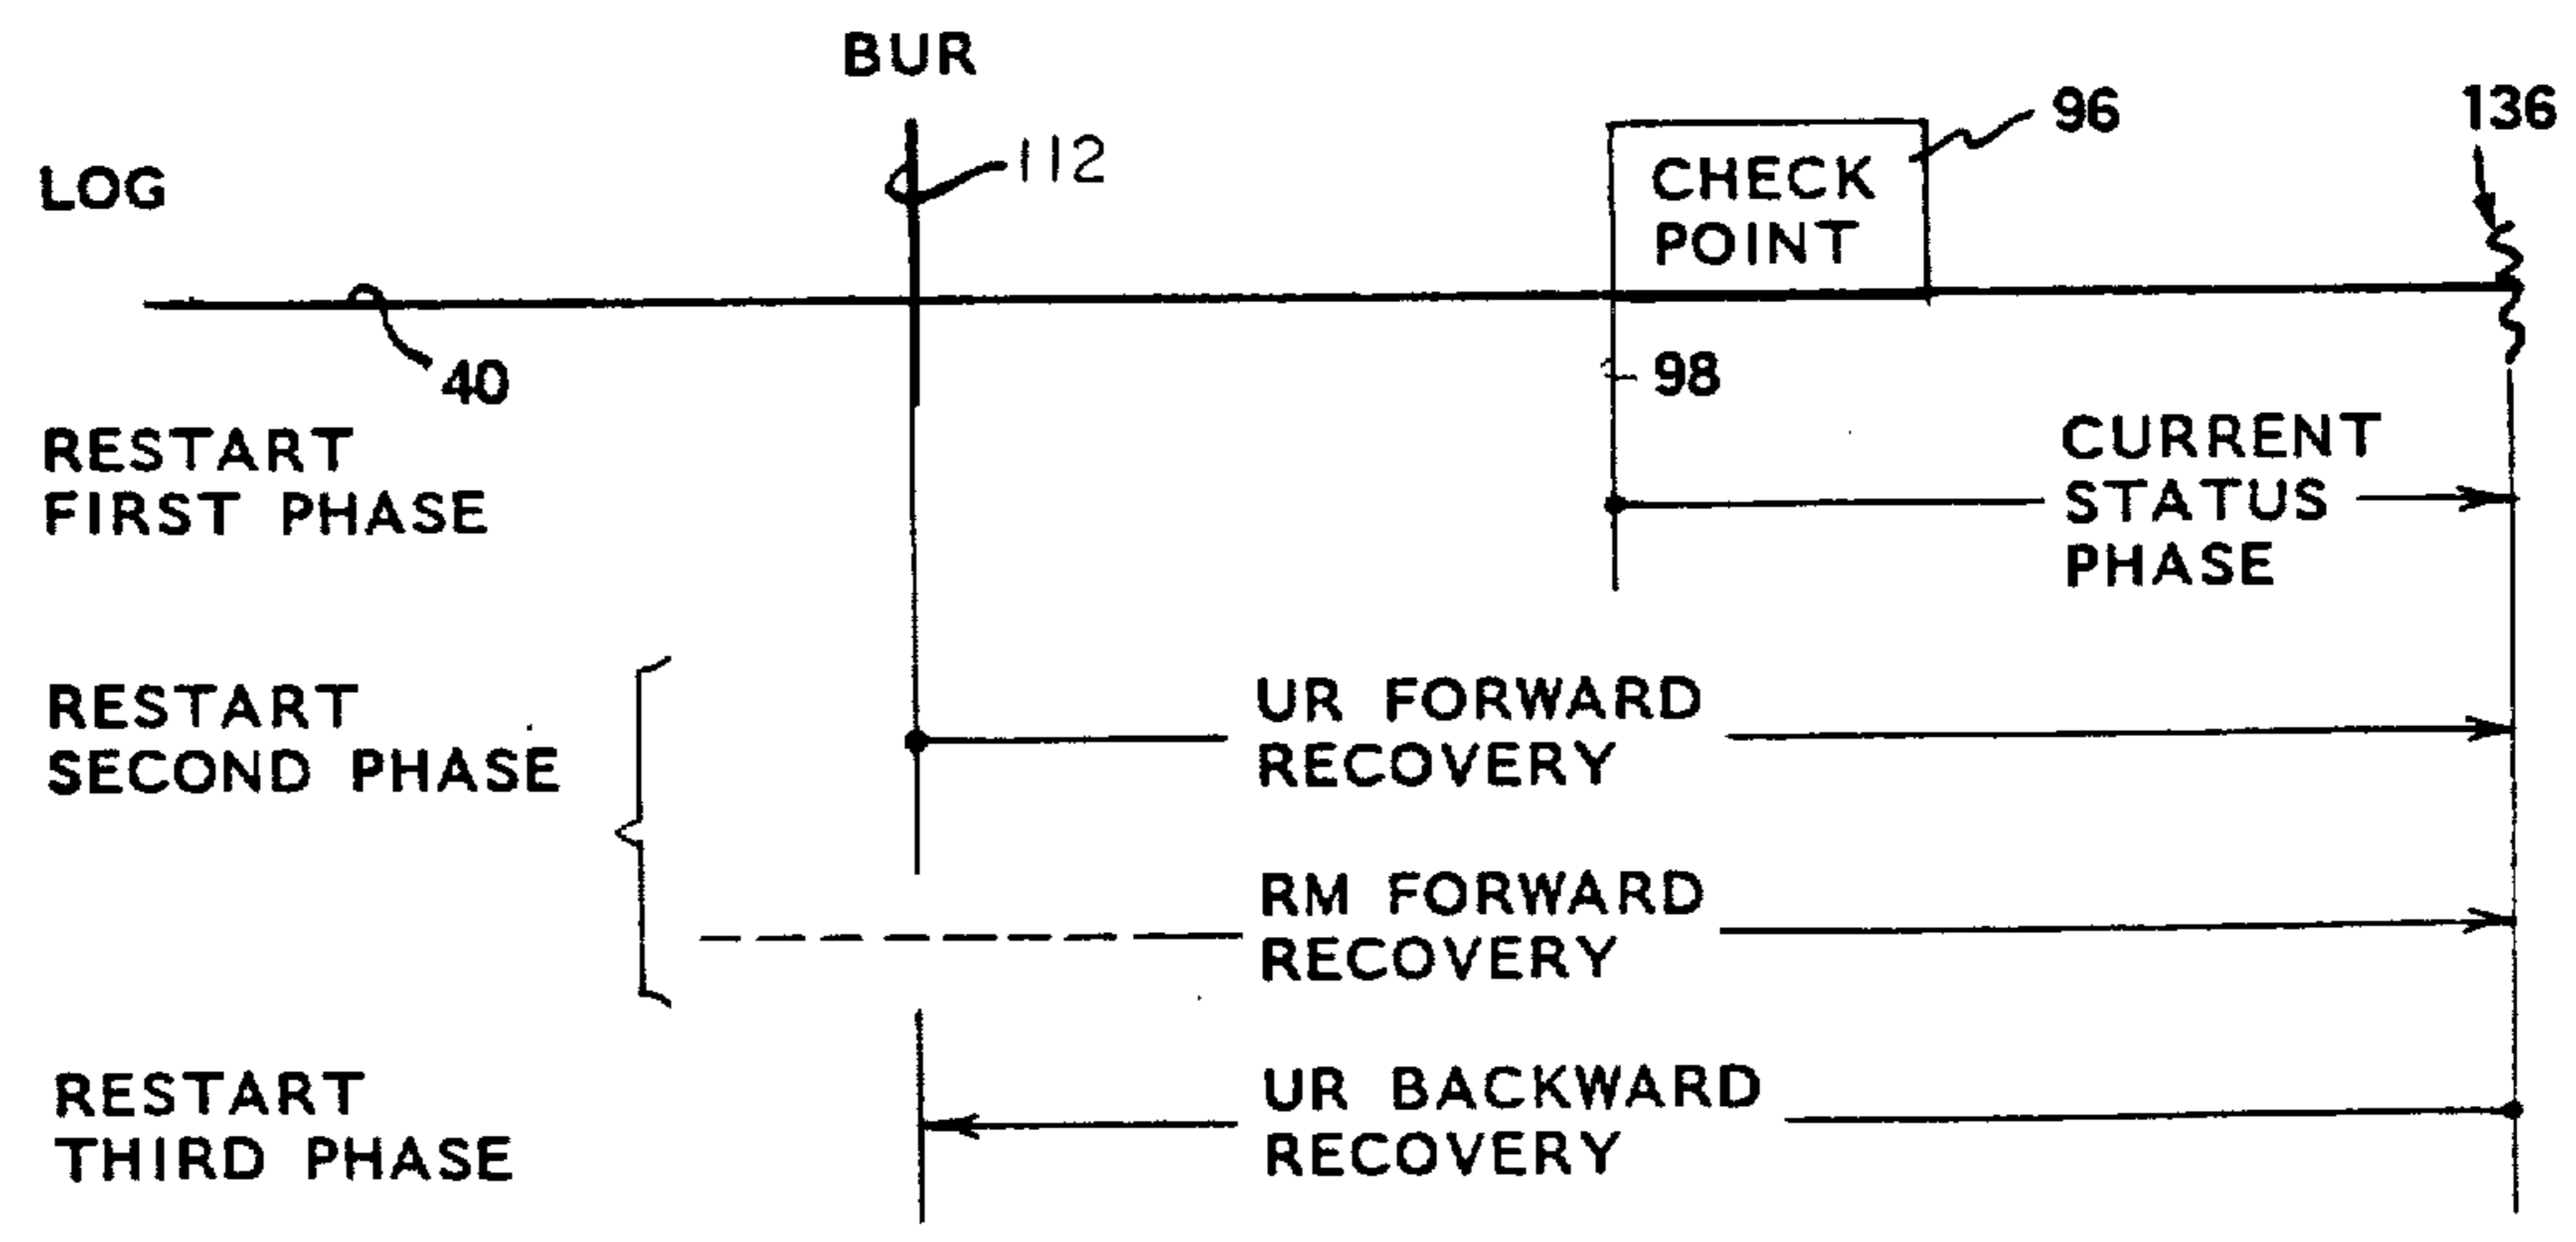 BUR
LOG
112
CHECK
POINT
96
136
40
98
RESTART
FIRST PHASE
CURRENT
STATUS
PHASE
RESTART
SECOND PHASE
UR FORWARD
RECOVERY
RM FORWARD
RECOVERY
RESTART
THIRD PHASE
UR BACKWARD
RECOVERY